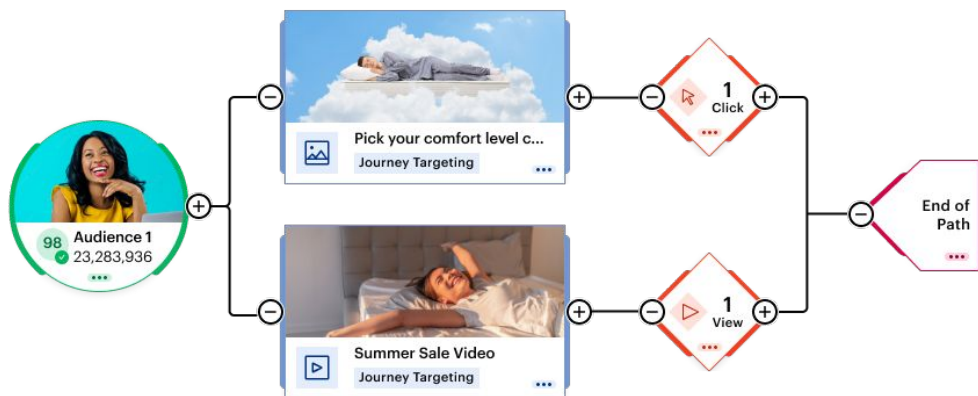 98
Audience 1
23,283,936
Pick your comfort level c...
Journey Targeting
1
Click
Summer Sale Video
Journey Targeting
1
View
End of
Path